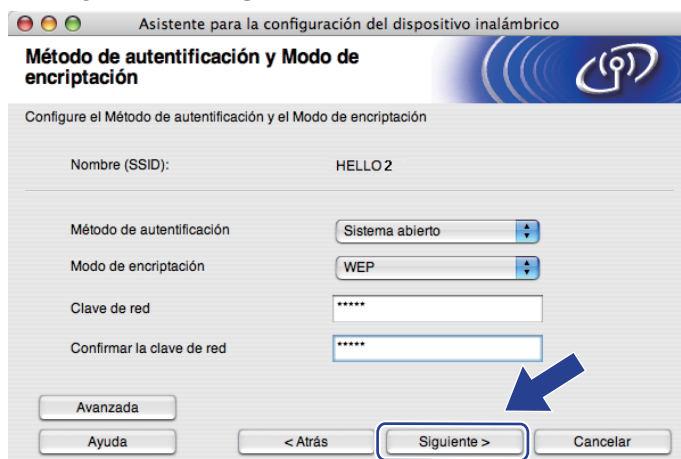 Asistente para la configuración del dispositivo inalámbrico
Método de autentificación y Modo de
encriptación
Configure el Método de autentificación y el Modo de encriptación
Nombre (SSID): HELLO 2
Método de autentificación Sistema abierto
Modo de encriptación WEP
Clave de red *****
Confirmar la clave de red *****
Avanzada
Ayuda < Atrás Siguiente > Cancelar